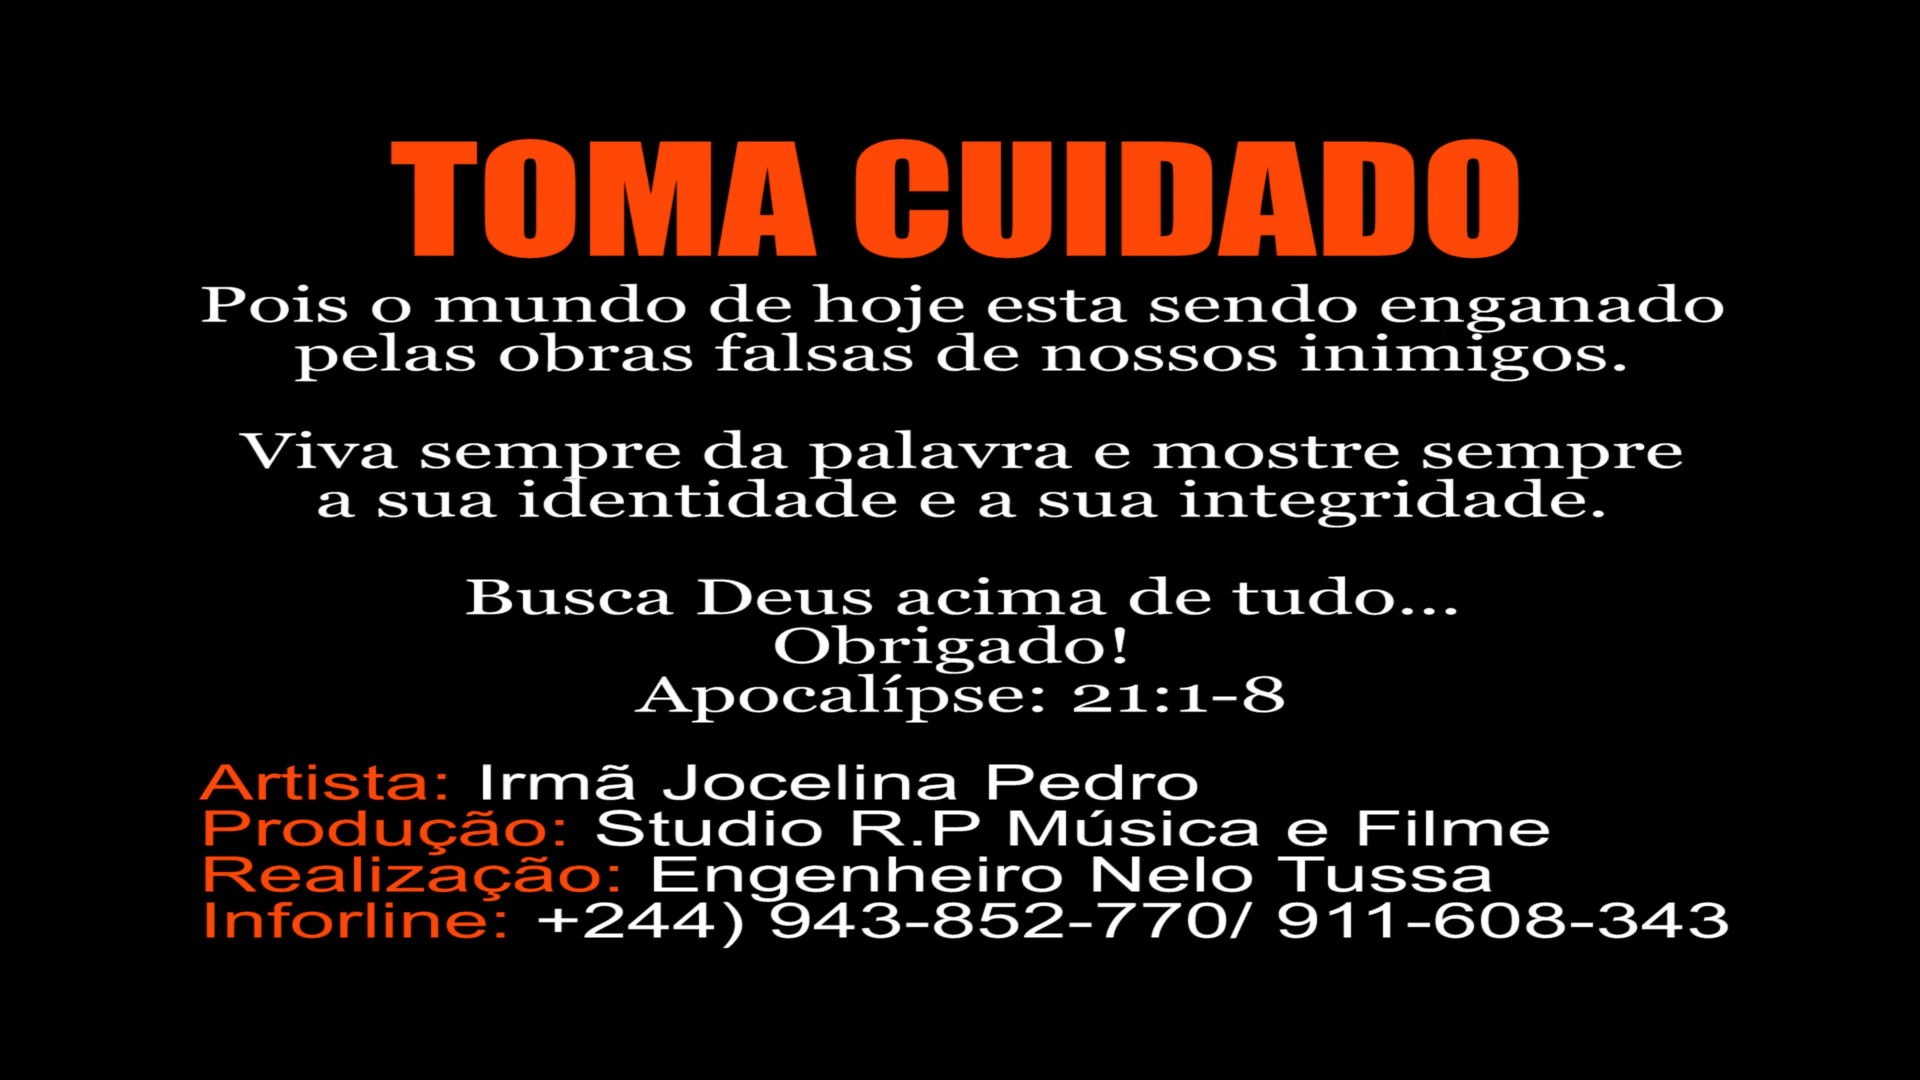 TOMA CUIDADO
Pois o mundo de hoje esta sendo enganado
pelas obras falsas de nossos inimigos.
Viva sempre da palavra e mostre sempre
a sua identidade e a sua integridade.
Busca Deus acima de tudo...
Obrigado!
Apocalípse: 21:1-8
Artista: Irmã Jocelina Pedro
Produção: Studio R.P Música e Filme
Realização: Engenheiro Nelo Tussa
Inforline: +244) 943-852-770/ 911-608-343